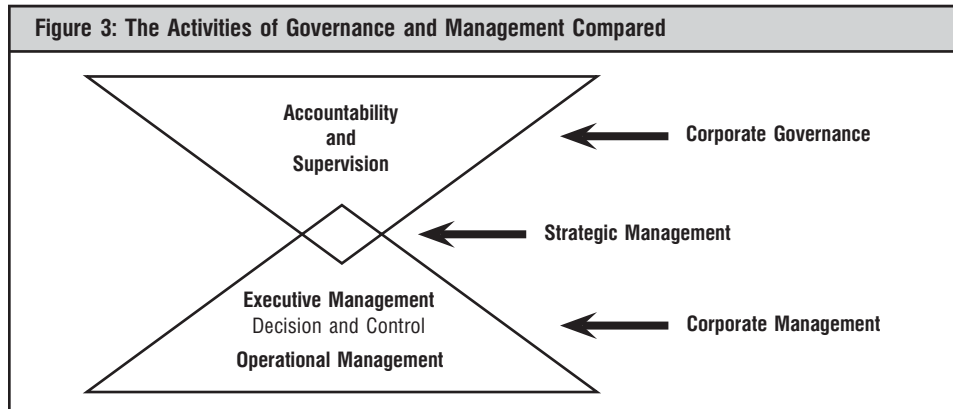 Figure 3: The Activities of Governance and Management Compared
Accountability
and
Supervision
Corporate Governance
Strategic Management
Executive Management
Decision and Control
Operational Management
Corporate Management